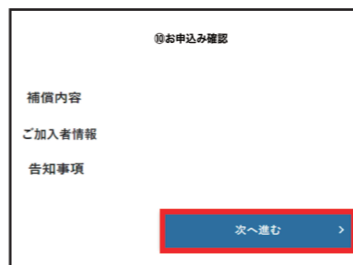 ⑩お申込み確認
補償内容
ご加入者情報
告知事項
次へ進む >